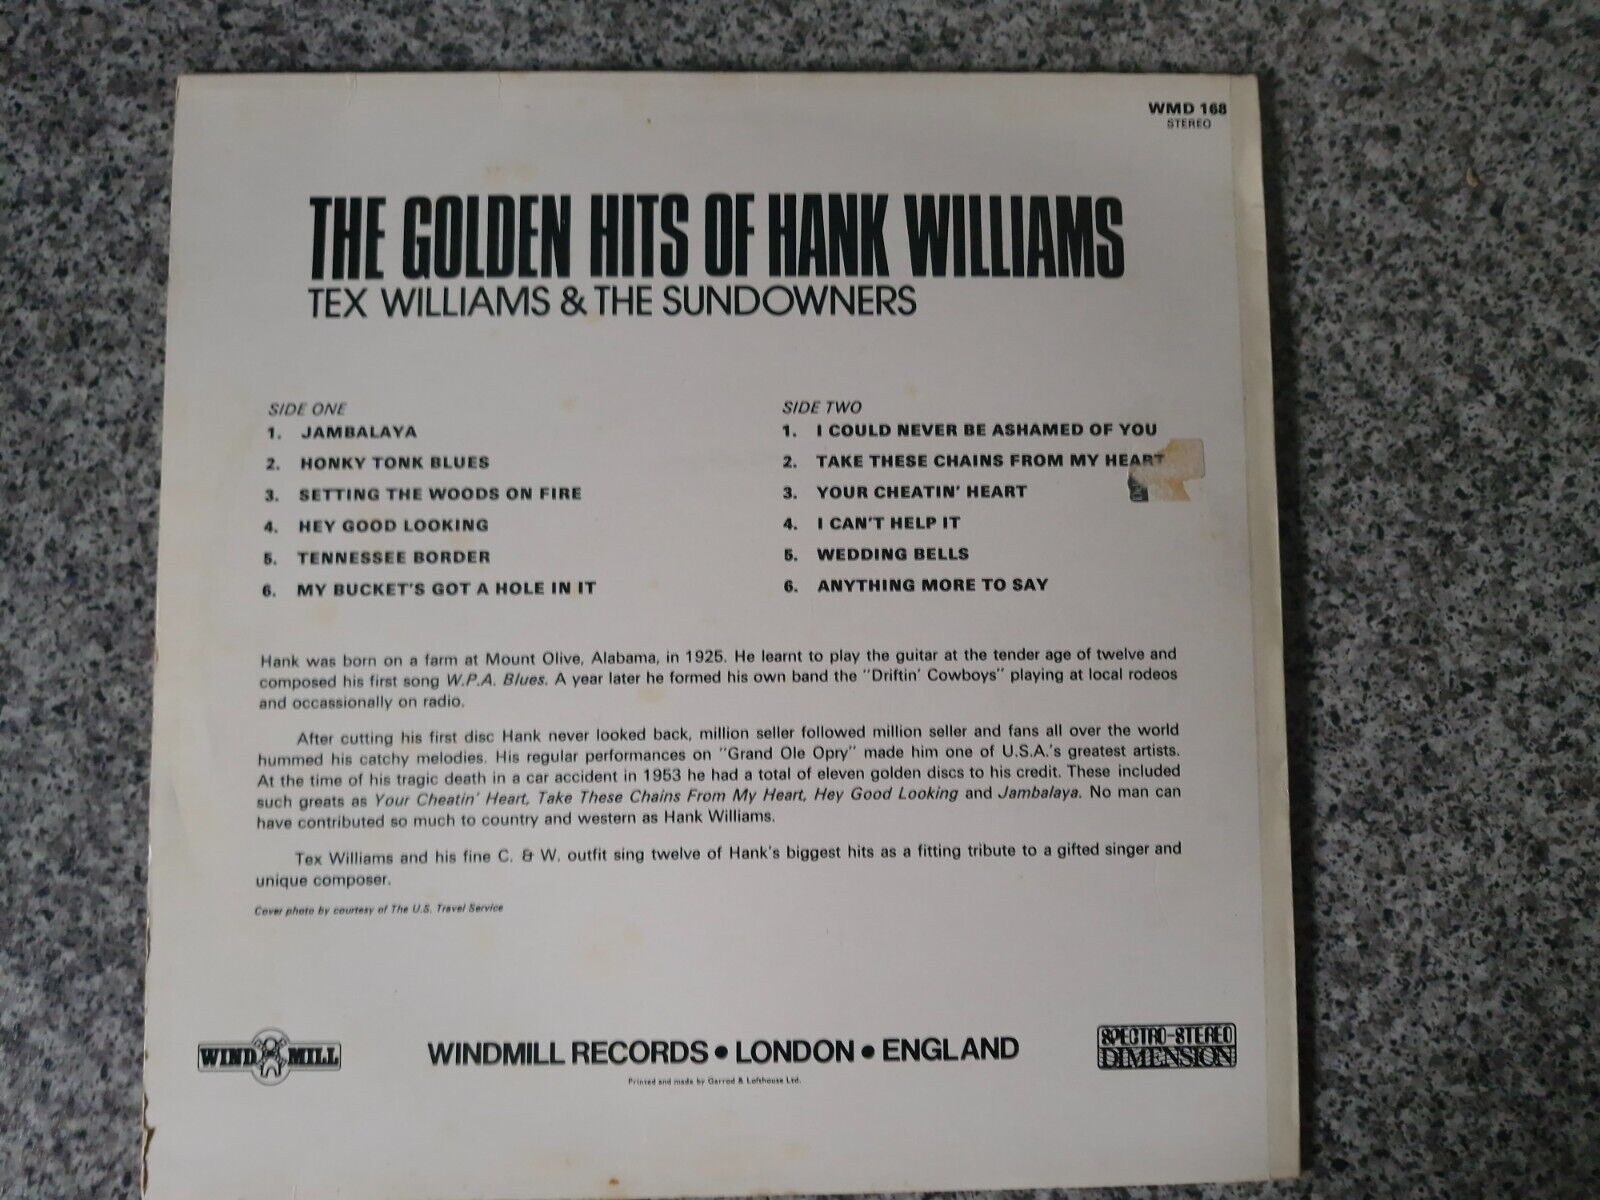 WMD 168
STEREO
THE GOLDEN HITS OF HANK WILLIAMS
TEX WILLIAMS & THE SUNDOWNERS
SIDE ONE
1. JAMBALAYA
2. HONKY TONK BLUES
3. SETTING THE WOODS ON FIRE
4. HEY GOOD LOOKING
5. TENNESSEE BORDER
6. MY BUCKET'S GOT A HOLE IN IT
SIDE TWO
1. I COULD NEVER BE ASHAMED OF YOU
2. TAKE THESE CHAINS FROM MY HEART
3. YOUR CHEATIN' HEART
4. I CAN'T HELP IT
5. WEDDING BELLS
6. ANYTHING MORE TO SAY
Hank was born on a farm at Mount Olive, Alabama, in 1925. He learnt to play the guitar at the tender age of twelve and
composed his first song W.P.A. Blues. A year later he formed his own band the "Driftin' Cowboys" playing at local rodeos
and occassionally on radio.
After cutting his first disc Hank never looked back, million seller followed million seller and fans all over the world
hummed his catchy melodies. His regular performances on "Grand Ole Opry" made him one of U.S.A.'s greatest artists.
At the time of his tragic death in a car accident in 1953 he had a total of eleven golden discs to his credit. These included
such greats as Your Cheatin' Heart, Take These Chains From My Heart, Hey Good Looking and Jambalaya. No man can
have contributed so much to country and western as Hank Williams.
Tex Williams and his fine C. & W. outfit sing twelve of Hank's biggest hits as a fitting tribute to a gifted singer and
unique composer.
Cover photo by courtesy of The U.S. Travel Service
WIND MILL
WINDMILL RECORDS • LONDON • ENGLAND
Printed and made by Garrod & Lofthouse Ltd.
SPECTRO-STEREO
DIMENSION